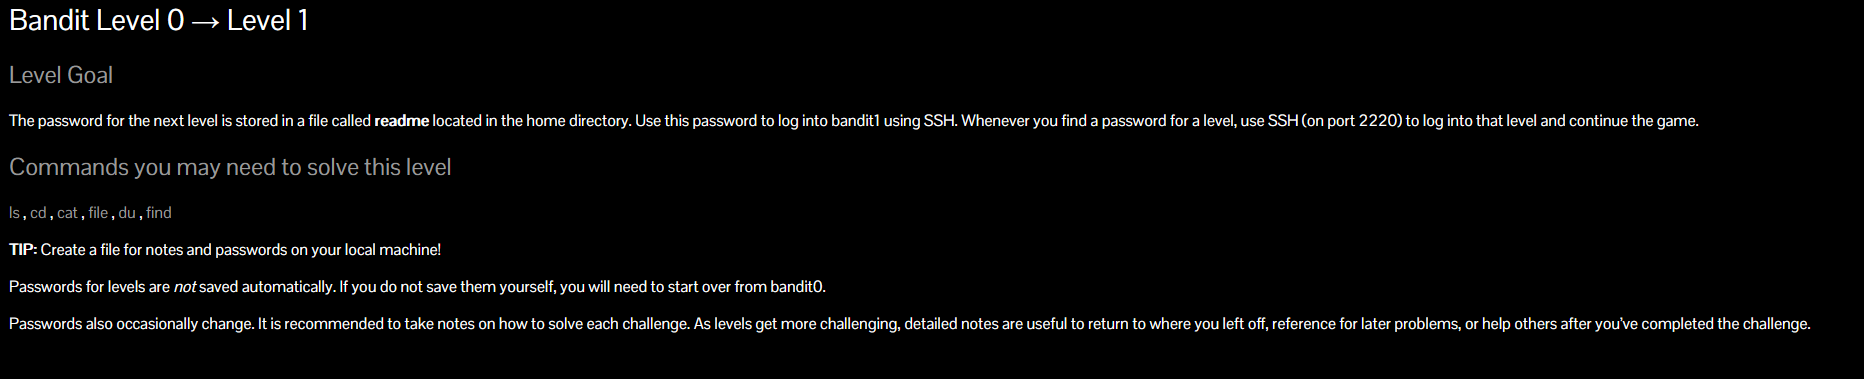 Bandit Level 0 → Level 1
Level Goal
The password for the next level is stored in a file called readme located in the home directory. Use this password to log into bandit1 using SSH. Whenever you find a password for a level, use SSH (on port 2220) to log into that level and continue the game.
Commands you may need to solve this level
ls , cd , cat , file , du , find
TIP: Create a file for notes and passwords on your local machine!
Passwords for levels are not saved automatically. If you do not save them yourself, you will need to start over from bandit0.
Passwords also occasionally change. It is recommended to take notes on how to solve each challenge. As levels get more challenging, detailed notes are useful to return to where you left off, reference for later problems, or help others after you’ve completed the challenge.